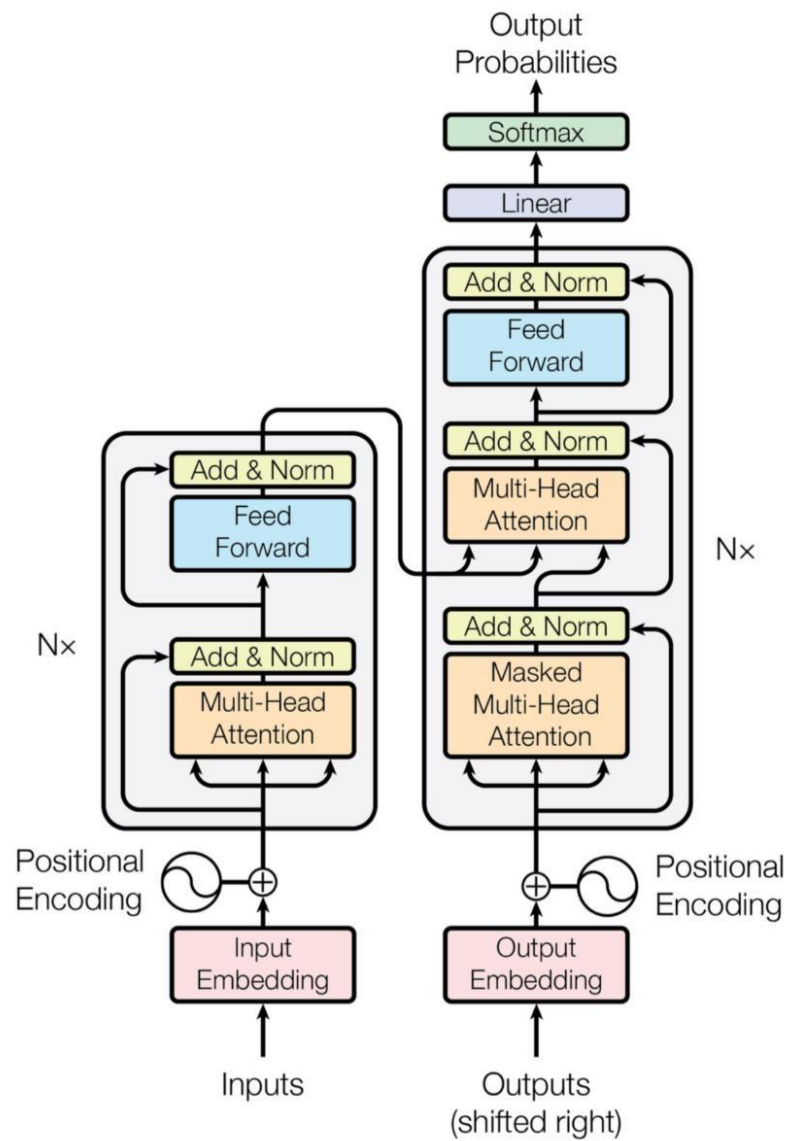 Output
Probabilities
Softmax
Linear
Add & Norm
Feed
Forward
Add & Norm
Multi-Head
Attention
Add & Norm
Masked
Multi-Head
Attention
Nx
Add & Norm
Feed
Forward
Add & Norm
Multi-Head
Attention
Nx
Positional
Encoding
Positional
Encoding
Input
Embedding
Output
Embedding
Inputs
Outputs
(shifted right)